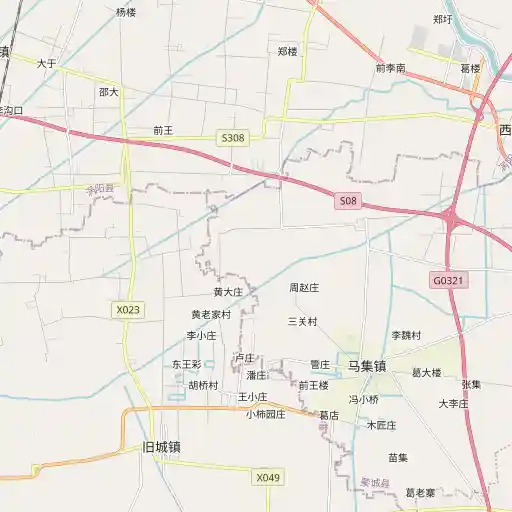 杨楼
郑圩
郑楼
镇
大于
前李南
葛楼
邵大
沟口
前王
S308
西
S08
G0321
黄大庄
周赵庄
X023
黄老家村
三关村
李小庄
李魏村
卢庄
东王彩
管庄
马集镇
潘庄
葛大楼
胡桥村
前王楼
张集
王小庄
冯小桥
大李庄
小柿园庄
葛店
木匠庄
旧城镇
苗集
X049
葛老寨